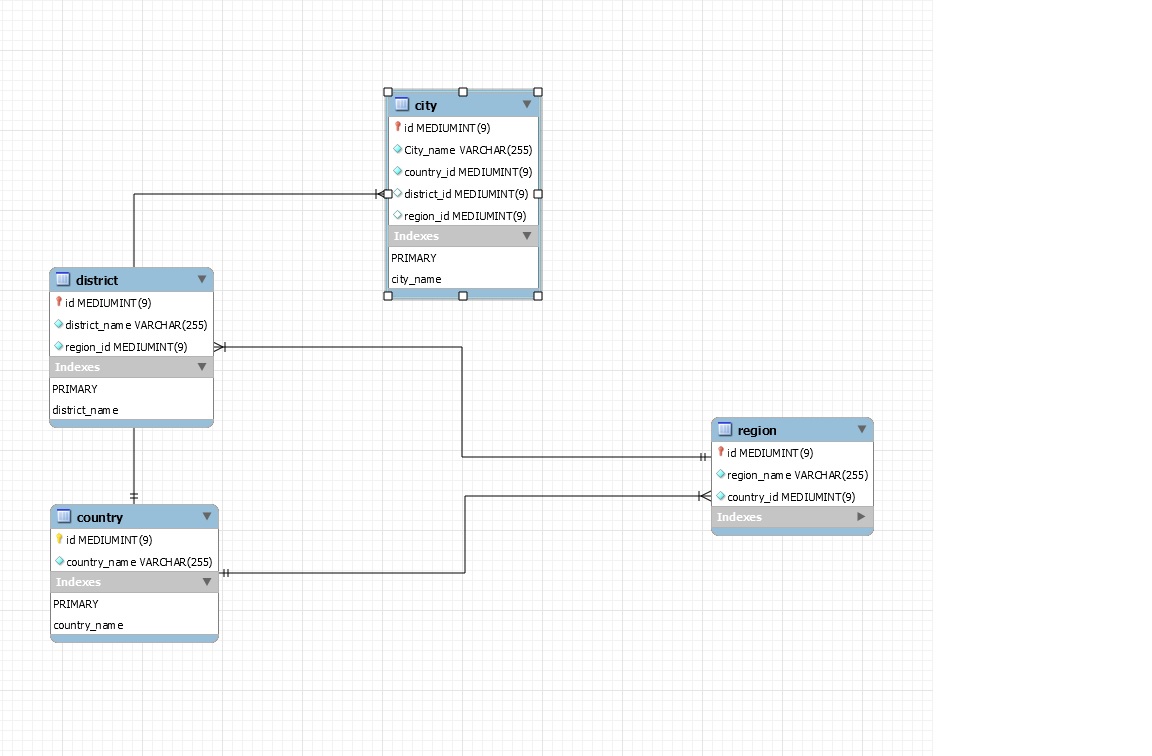 city
id MEDIUMINT(9)
City_name VARCHAR(255)
country_id MEDIUMINT(9)
district_id MEDIUMINT(9)
region_id MEDIUMINT(9)
Indexes
PRIMARY
city_name
district
id MEDIUMINT(9)
district_name VARCHAR(255)
region_id MEDIUMINT(9)
Indexes
PRIMARY
district_name
region
id MEDIUMINT(9)
region_name VARCHAR(255)
country_id MEDIUMINT(9)
Indexes
country
id MEDIUMINT(9)
country_name VARCHAR(255)
Indexes
PRIMARY
country_name